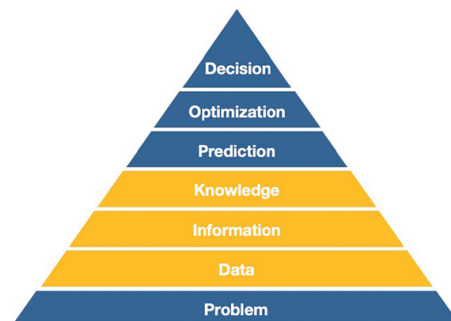 Decision
Optimization
Prediction
Knowledge
Information
Data
Problem